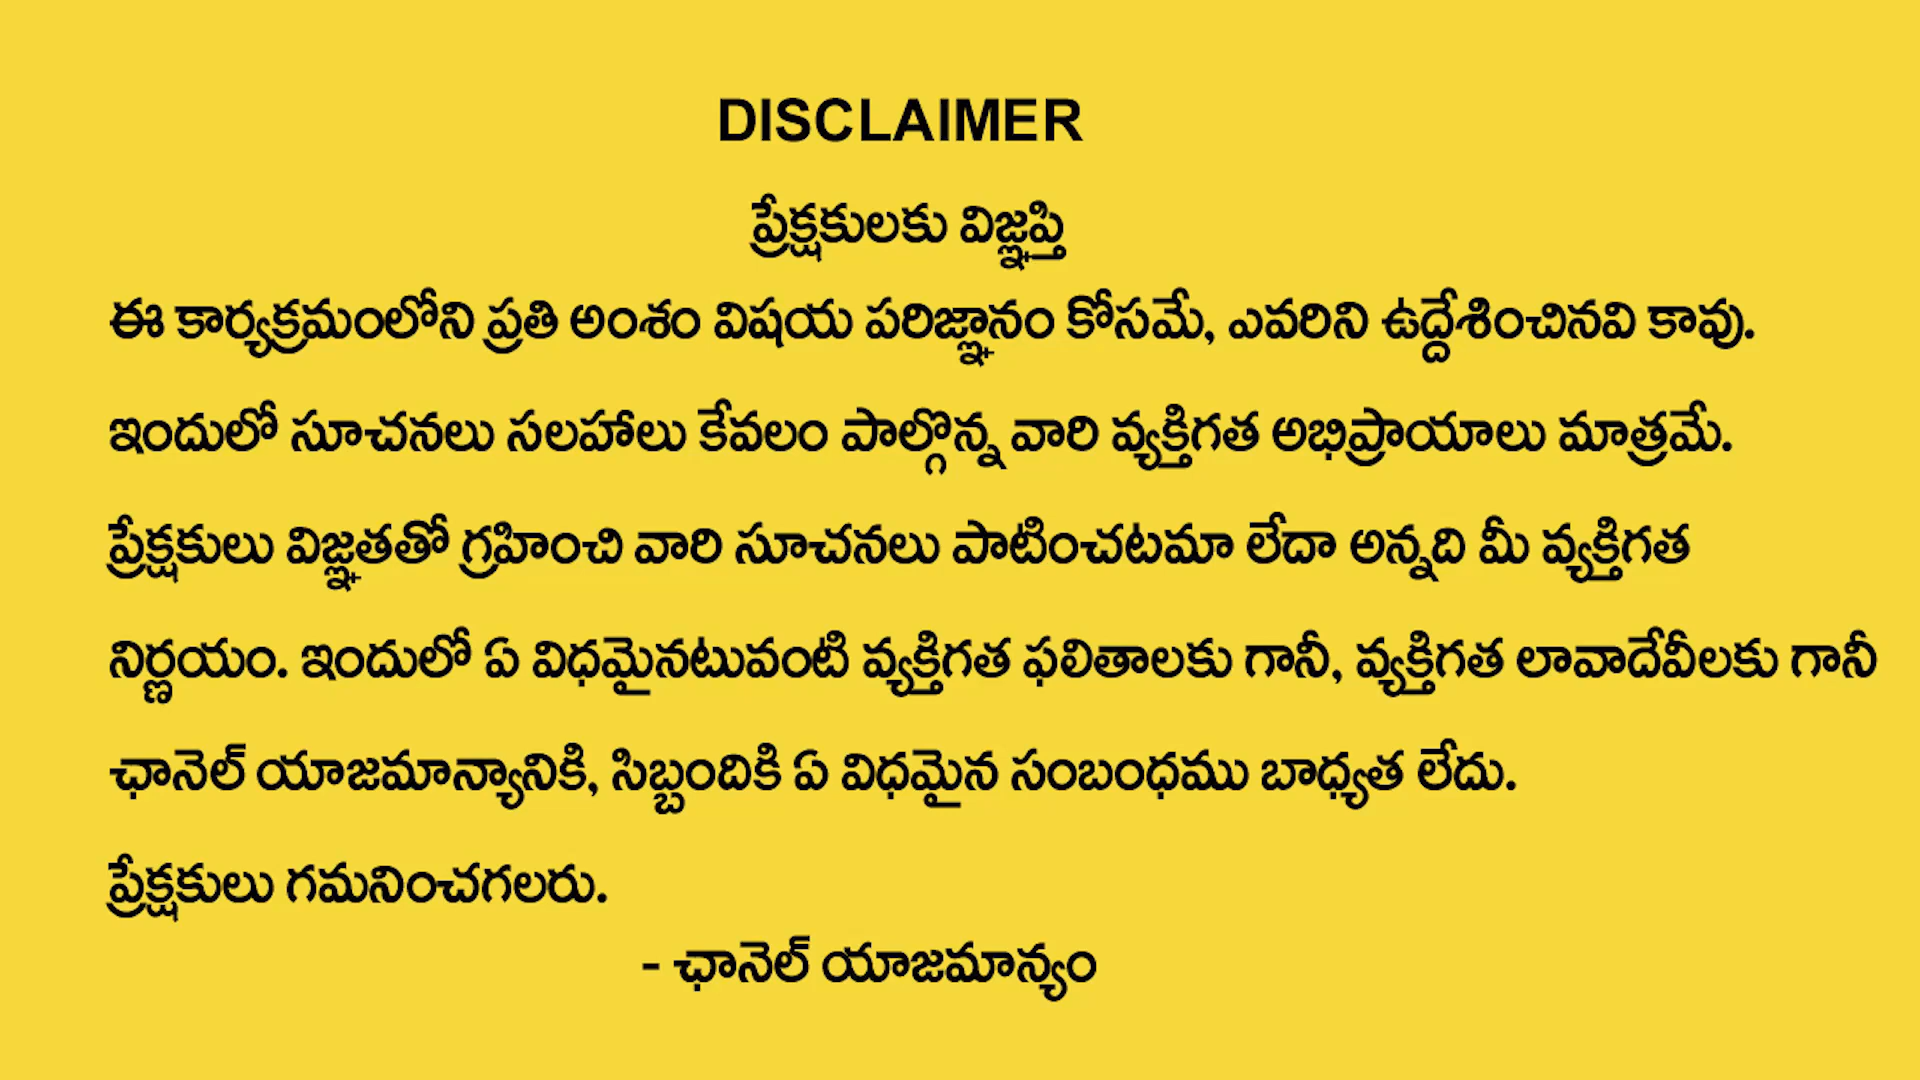 DISCLAIMER
ప్రేక్షకులకు విజ్ఞప్తి
ఈ కార్యక్రమంలోని ప్రతి అంశం విషయ పరిజ్ఞానం కోసమే, ఎవరిని ఉద్దేశించినవి కావు.
ఇందులో సూచనలు సలహాలు కేవలం పాల్గొన్న వారి వ్యక్తిగత అభిప్రాయాలు మాత్రమే.
ప్రేక్షకులు విజ్ఞతతో గ్రహించి వారి సూచనలు పాటించటమా లేదా అన్నది మీ వ్యక్తిగత
నిర్ణయం. ఇందులో ఏ విధమైనటువంటి వ్యక్తిగత ఫలితాలకు గానీ, వ్యక్తిగత లావాదేవీలకు గానీ
ఛానెల్ యాజమాన్యానికి, సిబ్బందికి ఏ విధమైన సంబంధము బాధ్యత లేదు.
ప్రేక్షకులు గమనించగలరు.
- ఛానెల్ యాజమాన్యం